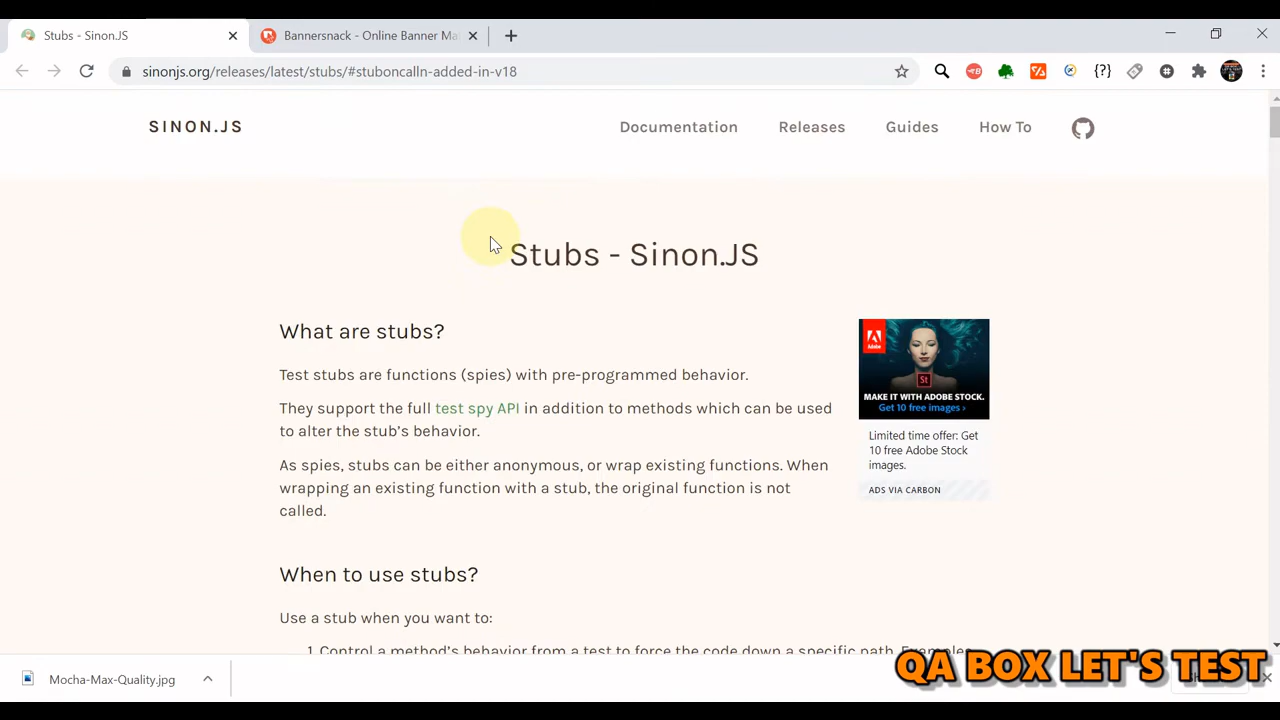 Stubs - Sinon.JS
Bannersnack - Online Banner Ma
sinonjs.org/releases/latest/stubs/#stuboncalln-added-in-v18
SINON.JS
Documentation
Releases
Guides
How To
Stubs - Sinon.JS
What are stubs?
Test stubs are functions (spies) with pre-programmed behavior.
They support the full test spy API in addition to methods which can be used
to alter the stub's behavior.
As spies, stubs can be either anonymous, or wrap existing functions. When
wrapping an existing function with a stub, the original function is not
called.
Adobe
St
MAKE IT WITH ADOBE STOCK.
Get 10 free images ›
Limited time offer: Get
10 free Adobe Stock
images.
ADS VIA CARBON
When to use stubs?
Use a stub when you want to:
1. Control a method's behavior from a test to force the code down a specific path. Examples
Mocha-Max-Quality.jpg
QA BOX LET'S TEST